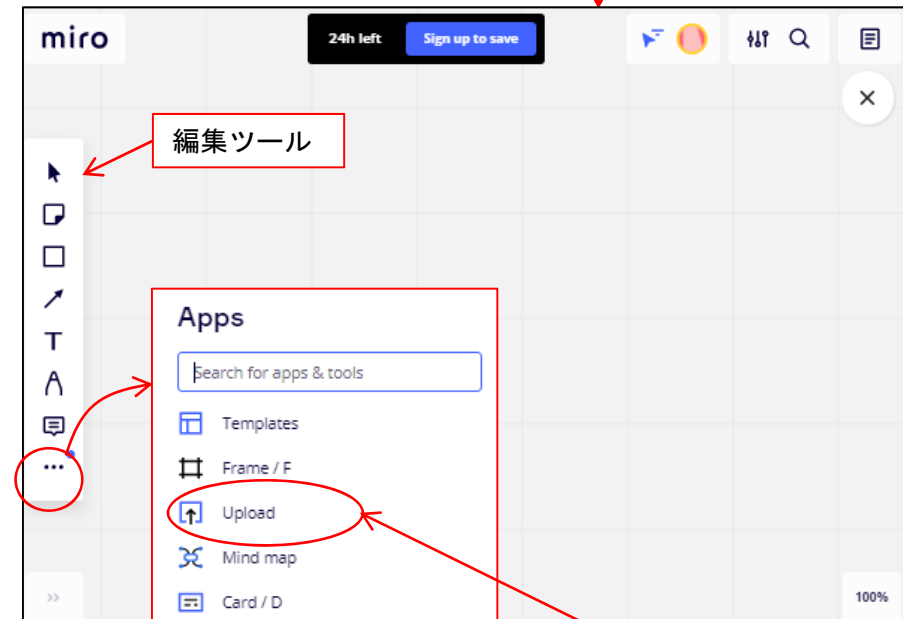 miro
24h left
Sign up to save
編集ツール
T
Apps
Search for apps & tools
Templates
Frame / F
Upload
Mind map
Card / D
100%